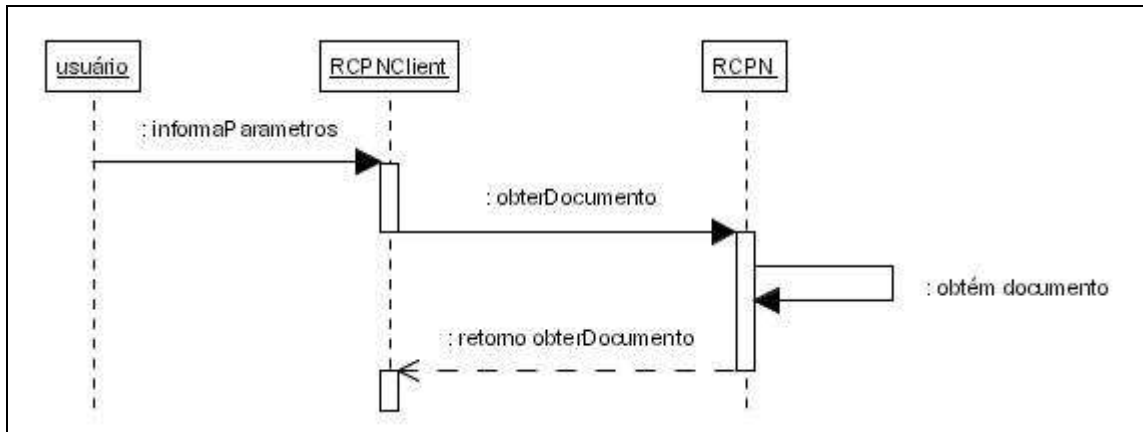 usuário
RCPNClient
RCPN
: informaParametros
: obterDocumento
: obtém documento
: retorno obterDocumento